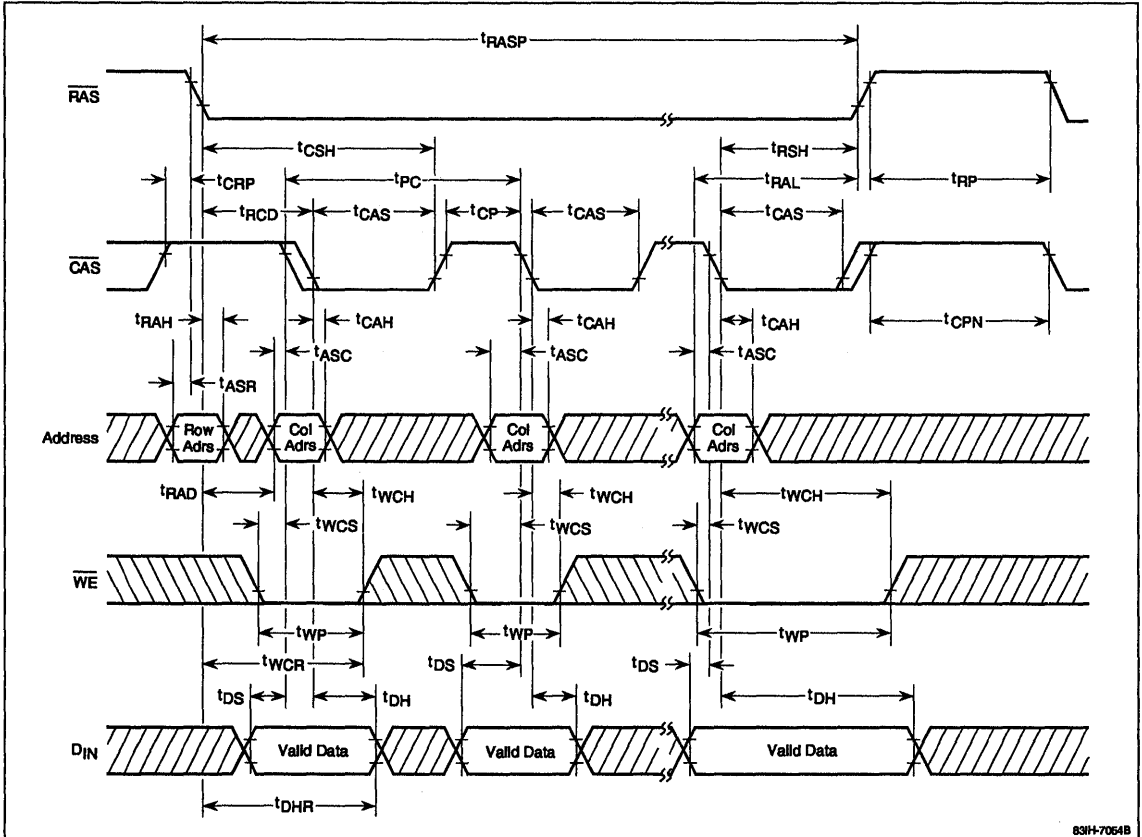 tRASP
RAS
tCSH
tRSH
tCRP
tPC
tRAL
tRP
tRCD
tCAS
tCP
tCAS
tCAS
CAS
tRAH
tCAH
tCAH
tCAH
tCPN
tASC
tASC
tASC
tASR
Address
Row Adrs
Col Adrs
Col Adrs
Col Adrs
tRAD
tWCH
tWCH
tWCH
tWCS
tWCS
tWCS
WE
tWP
tWP
tWP
tWCR
tDS
tDS
tDS
tDH
tDH
tDH
DIN
Valid Data
Valid Data
Valid Data
tDHR
83IH-7054B